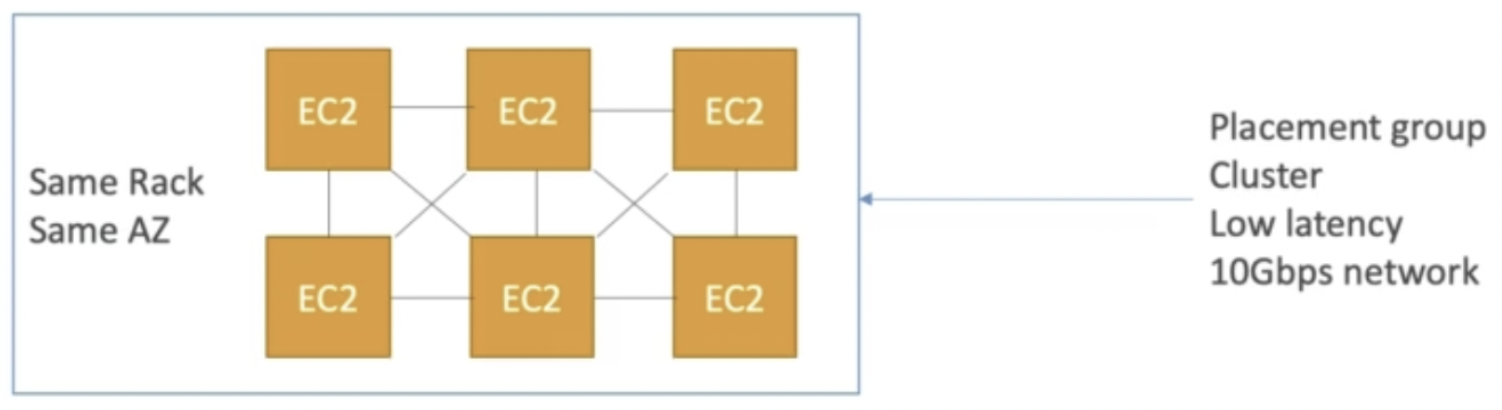 Same Rack
Same AZ
EC2
EC2
EC2
EC2
EC2
EC2
Placement group
Cluster
Low latency
10Gbps network